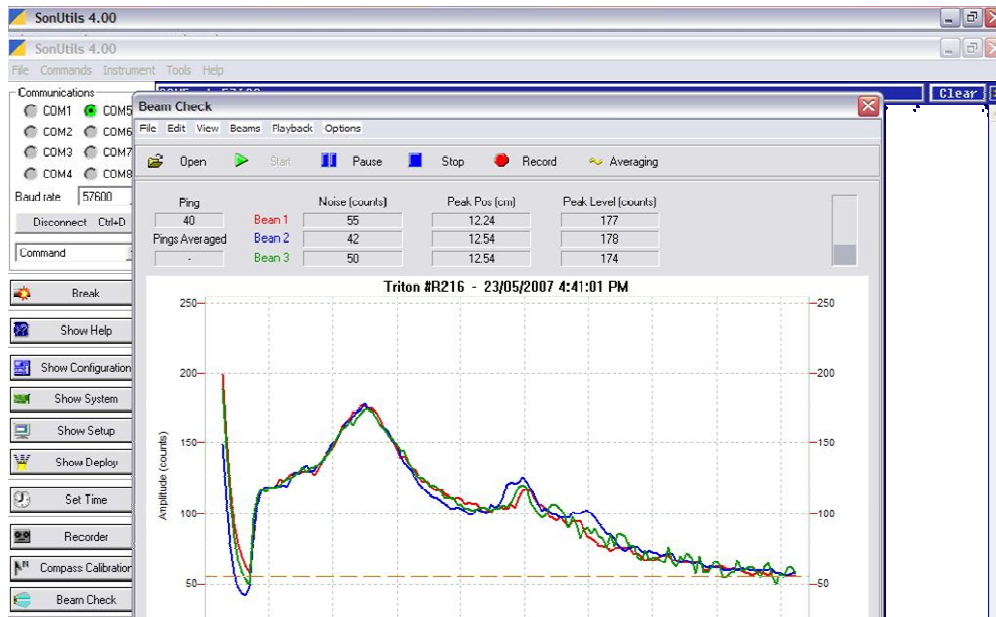 SonUtils 4.00
SonUtils 4.00
File Commands Instrument Tools Help
Communications
COM1 COM5
COM2 COM6
COM3 COM7
COM4 COM8
Baud rate 57600
Disconnect Ctrl+D
Command
Break
Show Help
Show Configuration
Show System
Show Setup
Show Deploy
Set Time
Recorder
Compass Calibration
Beam Check
Clear
Beam Check
File Edit View Beams Playback Options
Open Start Pause Stop Record Averaging
Ping Noise (counts) Peak Pos (cm) Peak Level (counts)
40 Beam 1 55 12.24 177
Pings Averaged Beam 2 42 12.54 178
- Beam 3 50 12.54 174
Triton #R216 - 23/05/2007 4:41:01 PM
250 250
200 200
150 150
100 100
50 50
Amplitude (counts)